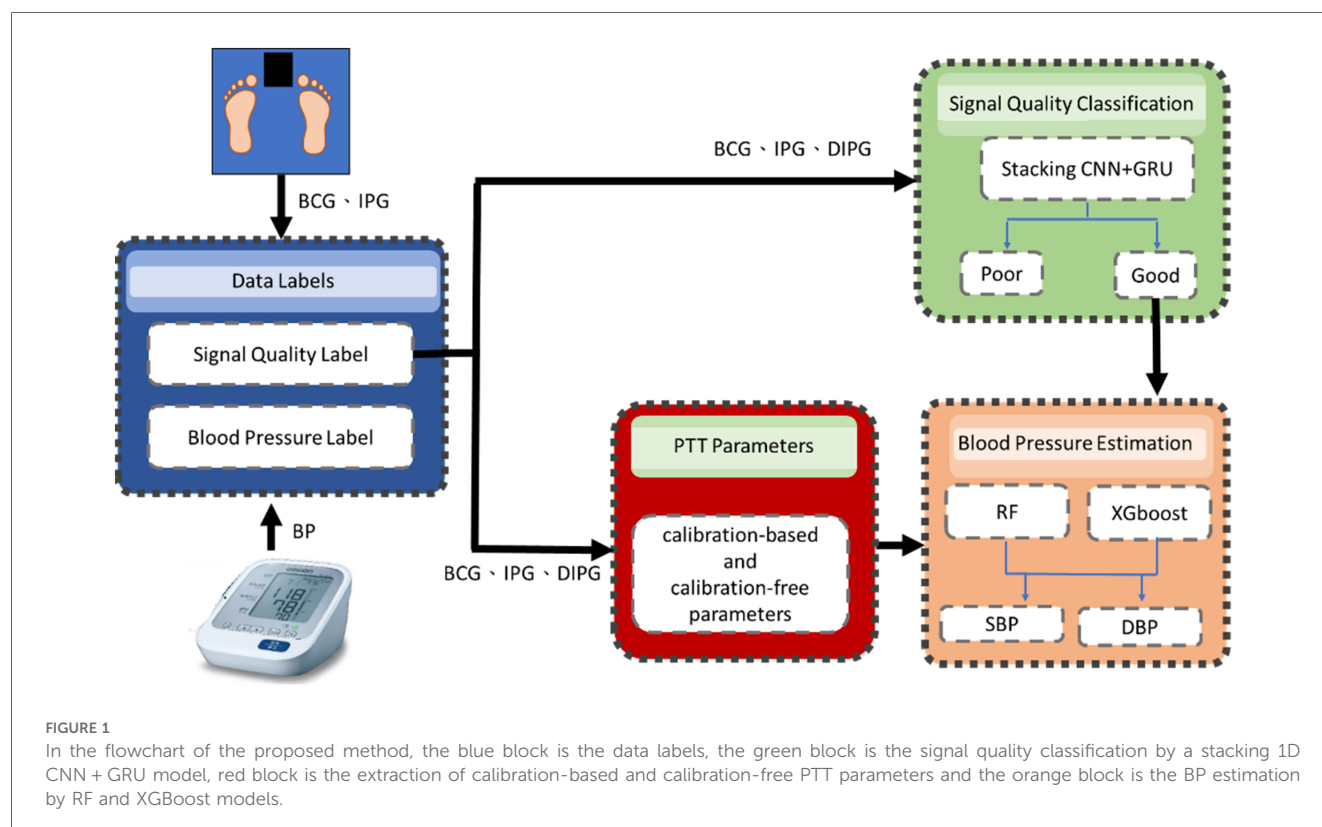 BCG、IPG
Data Labels
Signal Quality Label
Blood Pressure Label
BP
OMRON
118
78
BCG、IPG、DIPG
Signal Quality Classification
Stacking CNN+GRU
Poor
Good
BCG、IPG、DIPG
PTT Parameters
calibration-based
and
calibration-free
parameters
Blood Pressure Estimation
RF
XGboost
SBP
DBP
FIGURE 1
In the flowchart of the proposed method, the blue block is the data labels, the green block is the signal quality classification by a stacking 1D
CNN + GRU model, red block is the extraction of calibration-based and calibration-free PTT parameters and the orange block is the BP estimation
by RF and XGBoost models.